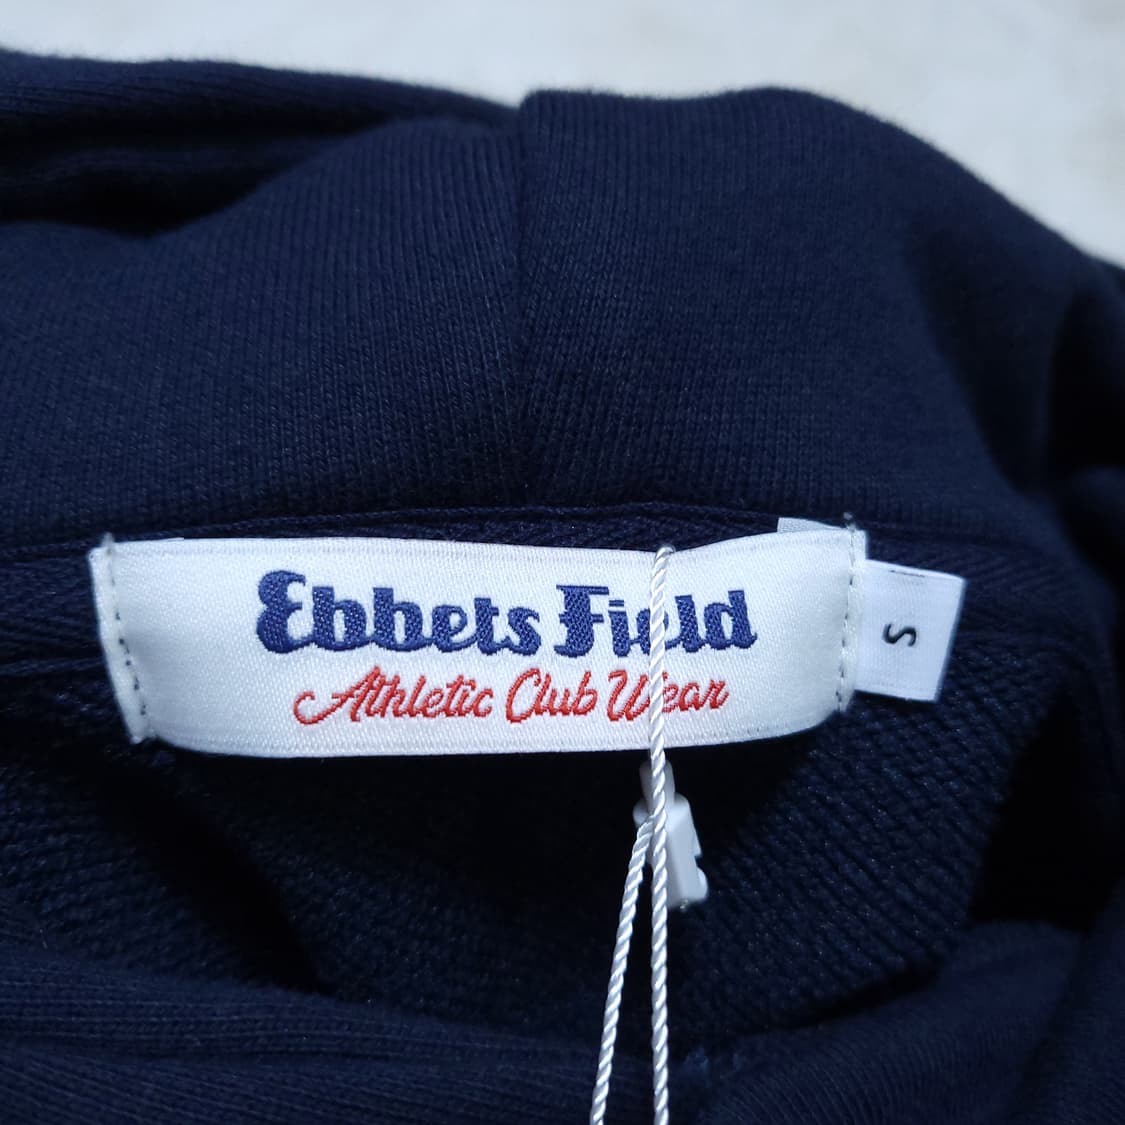 Ebbets Field
Athletic Club Wear
S